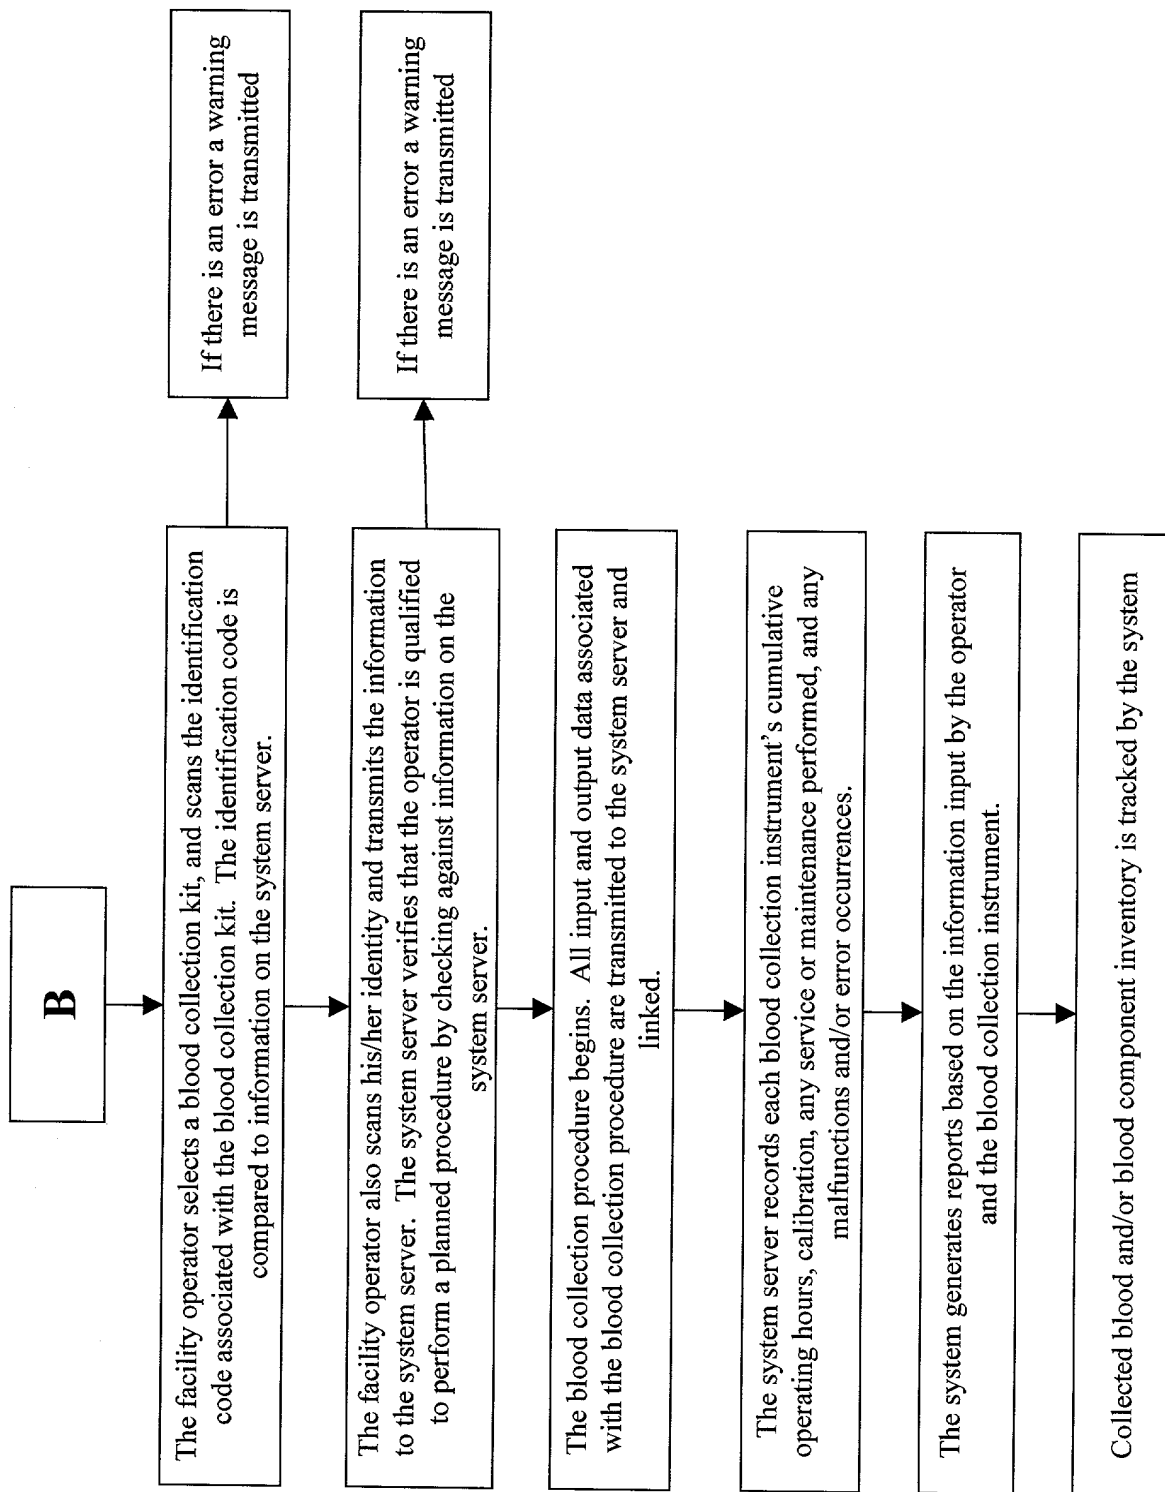 B
The facility operator selects a blood collection kit, and scans the identification
code associated with the blood collection kit. The identification code is
compared to information on the system server.
If there is an error a warning
message is transmitted
The facility operator also scans his/her identity and transmits the information
to the system server. The system server verifies that the operator is qualified
to perform a planned procedure by checking against information on the
system server.
If there is an error a warning
message is transmitted
The blood collection procedure begins. All input and output data associated
with the blood collection procedure are transmitted to the system server and
linked.
The system server records each blood collection instrument's cumulative
operating hours, calibration, any service or maintenance performed, and any
malfunctions and/or error occurrences.
The system generates reports based on the information input by the operator
and the blood collection instrument.
Collected blood and/or blood component inventory is tracked by the system